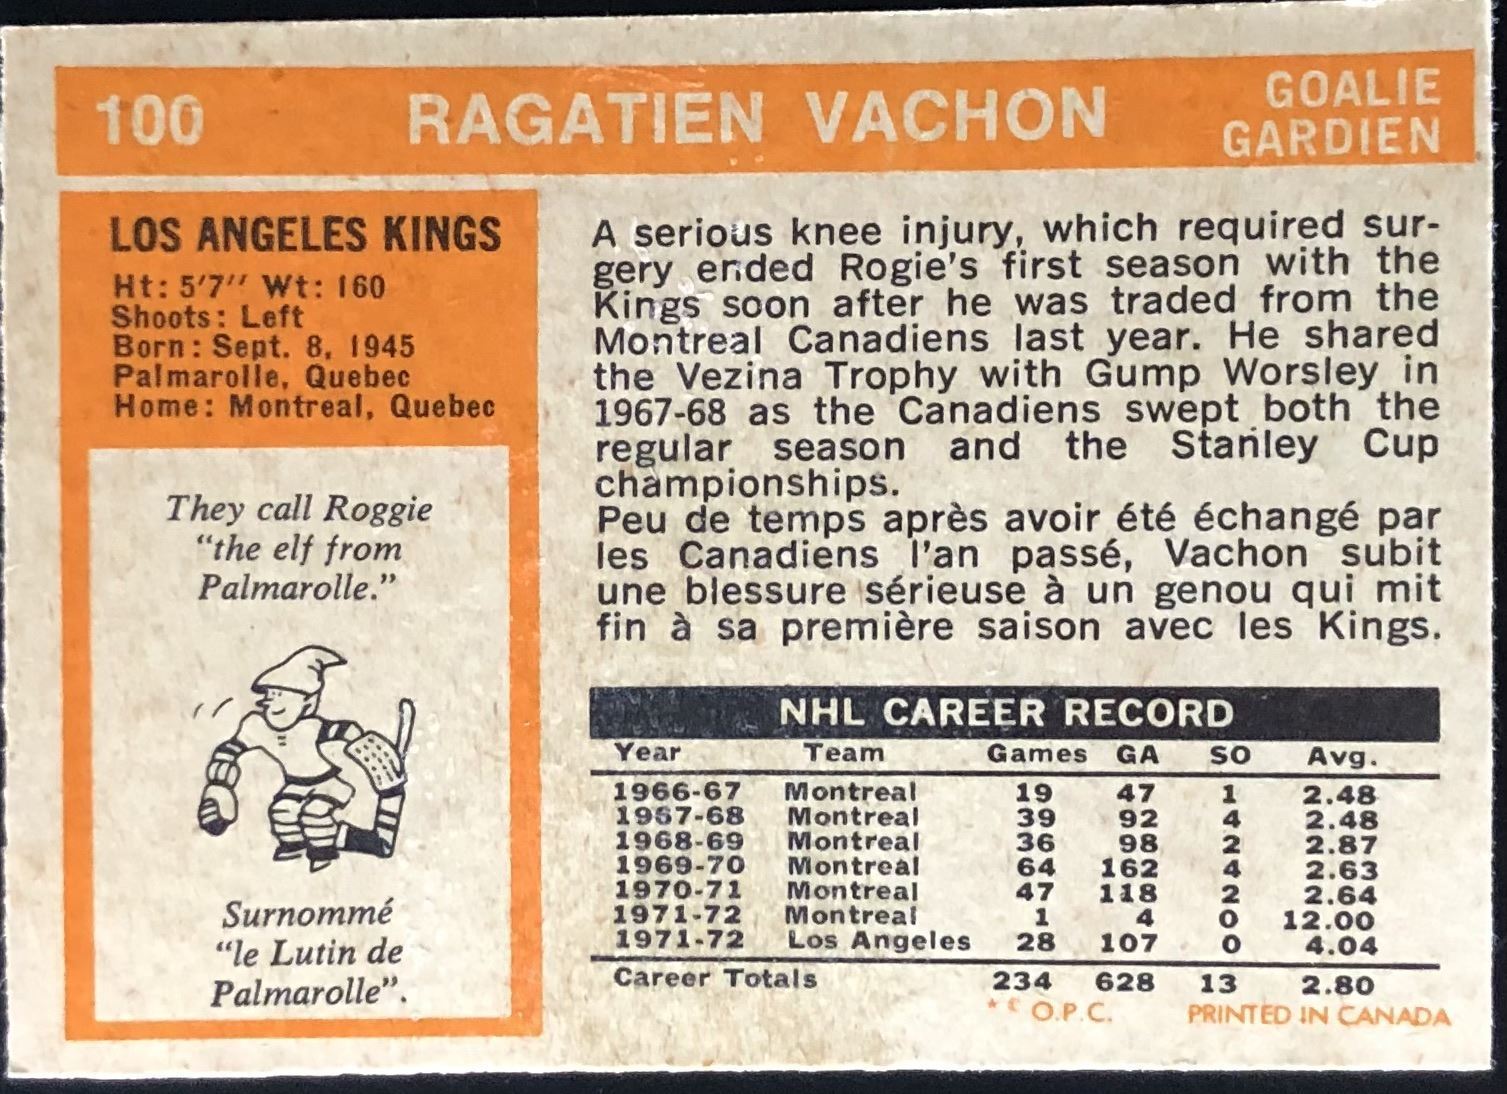 100 RAGATIEN VACHON GOALIE
GARDIEN
LOS ANGELES KINGS
Ht: 5'7" Wt: 160
Shoots: Left
Born: Sept. 8, 1945
Palmarolle, Quebec
Home: Montreal, Quebec
They call Roggie
"the elf from
Palmarolle."
Surnommé
"le Lutin de
Palmarolle".
A serious knee injury, which required sur-
gery ended Rogie's first season with the
Kings soon after he was traded from the
Montreal Canadiens last year. He shared
the Vezina Trophy with Gump Worsley in
1967-68 as the Canadiens swept both the
regular season and the Stanley Cup
championships.
Peu de temps après avoir été échangé par
les Canadiens l'an passé, Vachon subit
une blessure sérieuse à un genou qui mit
fin à sa première saison avec les Kings.
NHL CAREER RECORD
Year Team Games GA SO Avg.
1966-67 Montreal 19 47 1 2.48
1967-68 Montreal 39 92 4 2.48
1968-69 Montreal 36 98 2 2.87
1969-70 Montreal 64 162 4 2.63
1970-71 Montreal 47 118 2 2.64
1971-72 Montreal 1 4 0 12.00
1971-72 Los Angeles 28 107 0 4.04
Career Totals 234 628 13 2.80
* © O.P.C. PRINTED IN CANADA